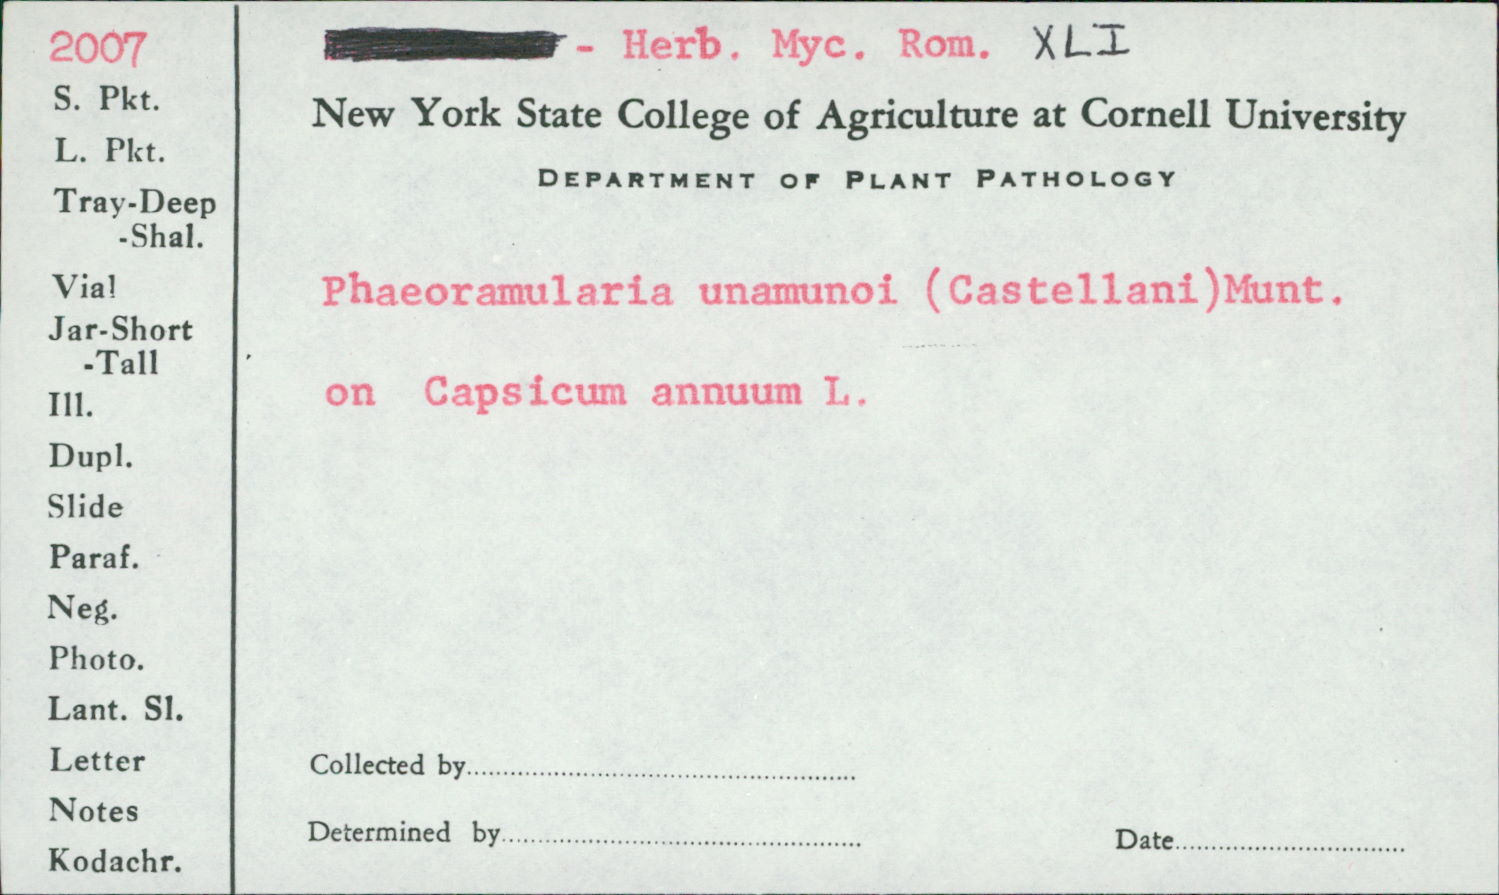 2007
S. Pkt.
L. Pkt.
Tray-Deep
-Shal.
Vial
Jar-Short
-Tall
Ill.
Dupl.
Slide
Paraf.
Neg.
Photo.
Lant. Sl.
Letter
Notes
Kodachr.
- Herb. Myc. Rom. XLI
New York State College of Agriculture at Cornell University
DEPARTMENT OF PLANT PATHOLOGY
Phaeoramularia unamunoi (Castellani)Munt.
on Capsicum annuum L.
Collected by
Determined by
Date